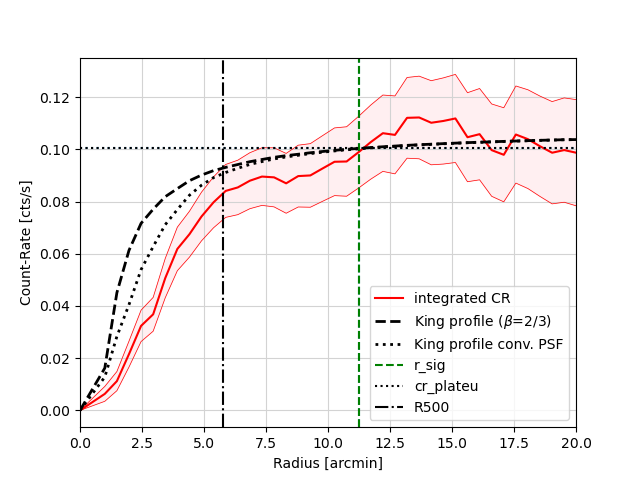 0.12
0.10
0.08
0.06
0.04
0.02
0.00
Count-Rate [cts/s]
integrated CR
King profile (β=2/3)
King profile conv. PSF
r_sig
cr_plateu
R500
0.0 2.5 5.0 7.5 10.0 12.5 15.0 17.5 20.0
Radius [arcmin]